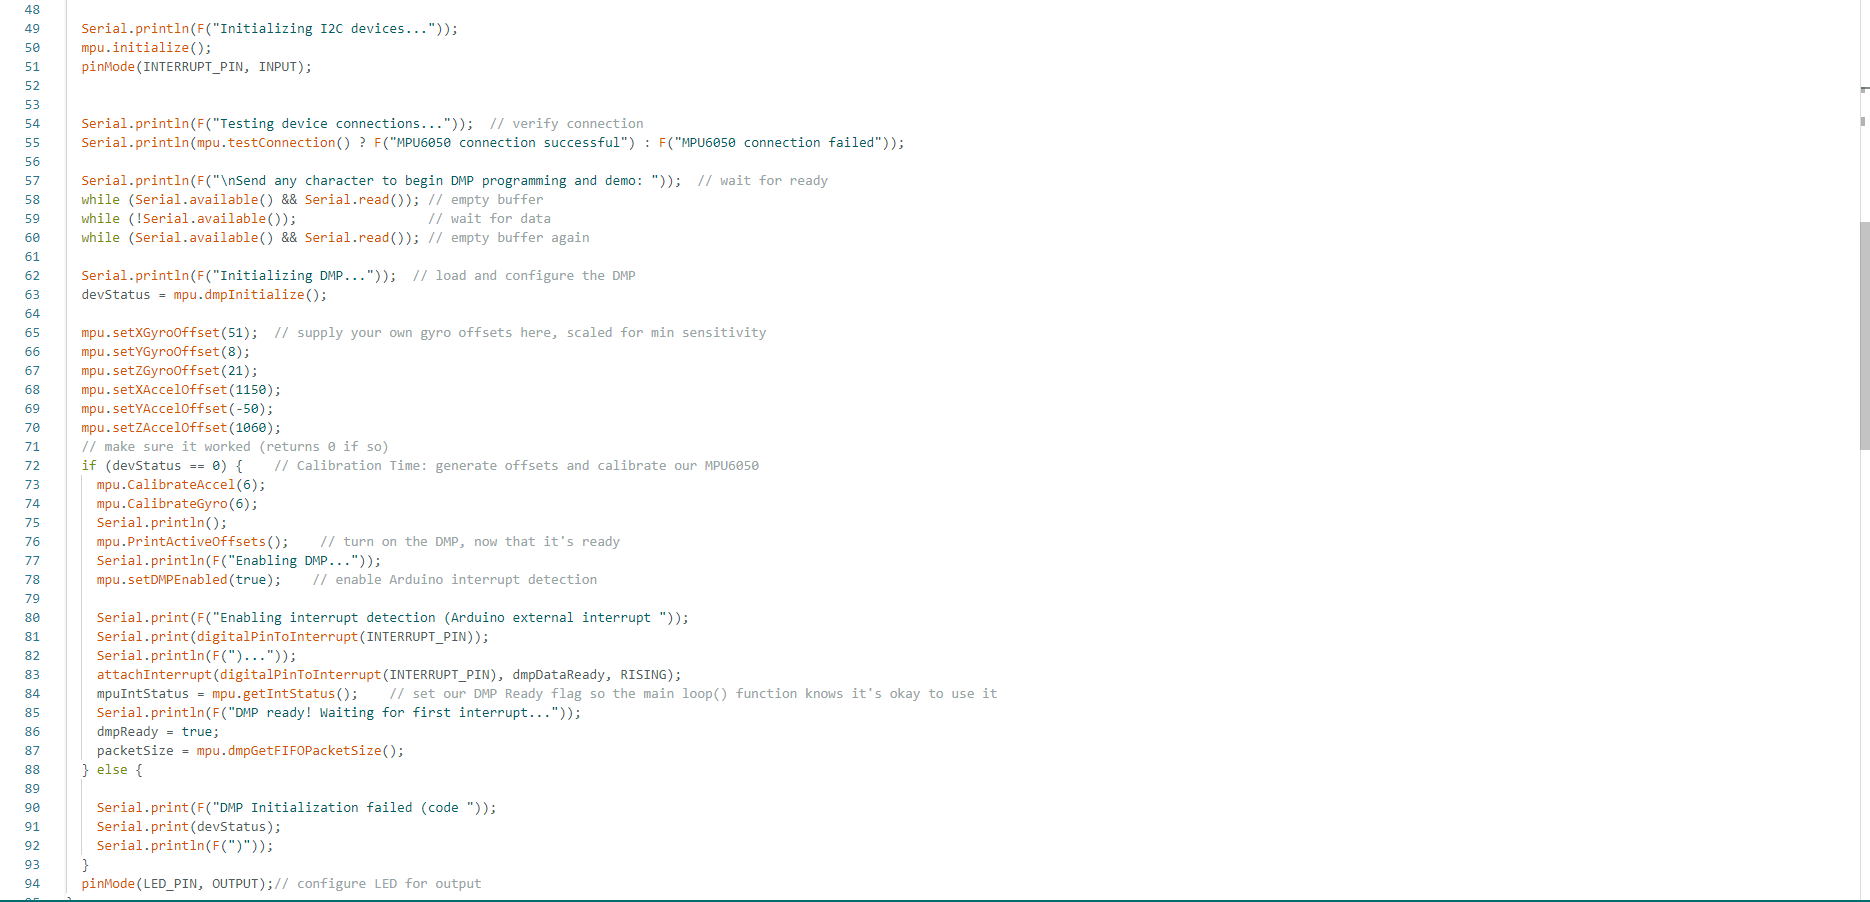 48
49 Serial.println(F("Initializing I2C devices..."));
50 mpu.initialize();
51 pinMode(INTERRUPT_PIN, INPUT);
52
53
54 Serial.println(F("Testing device connections...")); // verify connection
55 Serial.println(mpu.testConnection() ? F("MPU6050 connection successful") : F("MPU6050 connection failed"));
56
57 Serial.println(F("\nSend any character to begin DMP programming and demo: ")); // wait for ready
58 while (Serial.available() && Serial.read()); // empty buffer
59 while (!Serial.available()); // wait for data
60 while (Serial.available() && Serial.read()); // empty buffer again
61
62 Serial.println(F("Initializing DMP...")); // load and configure the DMP
63 devStatus = mpu.dmpInitialize();
64
65 mpu.setXGyroOffset(51); // supply your own gyro offsets here, scaled for min sensitivity
66 mpu.setYGyroOffset(8);
67 mpu.setZGyroOffset(21);
68 mpu.setXAccelOffset(1150);
69 mpu.setYAccelOffset(-50);
70 mpu.setZAccelOffset(1060);
71 // make sure it worked (returns 0 if so)
72 if (devStatus == 0) { // Calibration Time: generate offsets and calibrate our MPU6050
73 mpu.CalibrateAccel(6);
74 mpu.CalibrateGyro(6);
75 Serial.println();
76 mpu.PrintActiveOffsets(); // turn on the DMP, now that it's ready
77 Serial.println(F("Enabling DMP..."));
78 mpu.setDMPEnabled(true); // enable Arduino interrupt detection
79
80 Serial.print(F("Enabling interrupt detection (Arduino external interrupt "));
81 Serial.print(digitalPinToInterrupt(INTERRUPT_PIN));
82 Serial.println(F(")..."));
83 attachInterrupt(digitalPinToInterrupt(INTERRUPT_PIN), dmpDataReady, RISING);
84 mpuIntStatus = mpu.getIntStatus(); // set our DMP Ready flag so the main loop() function knows it's okay to use it
85 Serial.println(F("DMP ready! Waiting for first interrupt..."));
86 dmpReady = true;
87 packetSize = mpu.dmpGetFIFOPacketSize();
88 } else {
89
90 Serial.print(F("DMP Initialization failed (code "));
91 Serial.print(devStatus);
92 Serial.println(F(")"));
93 }
94 pinMode(LED_PIN, OUTPUT);// configure LED for output